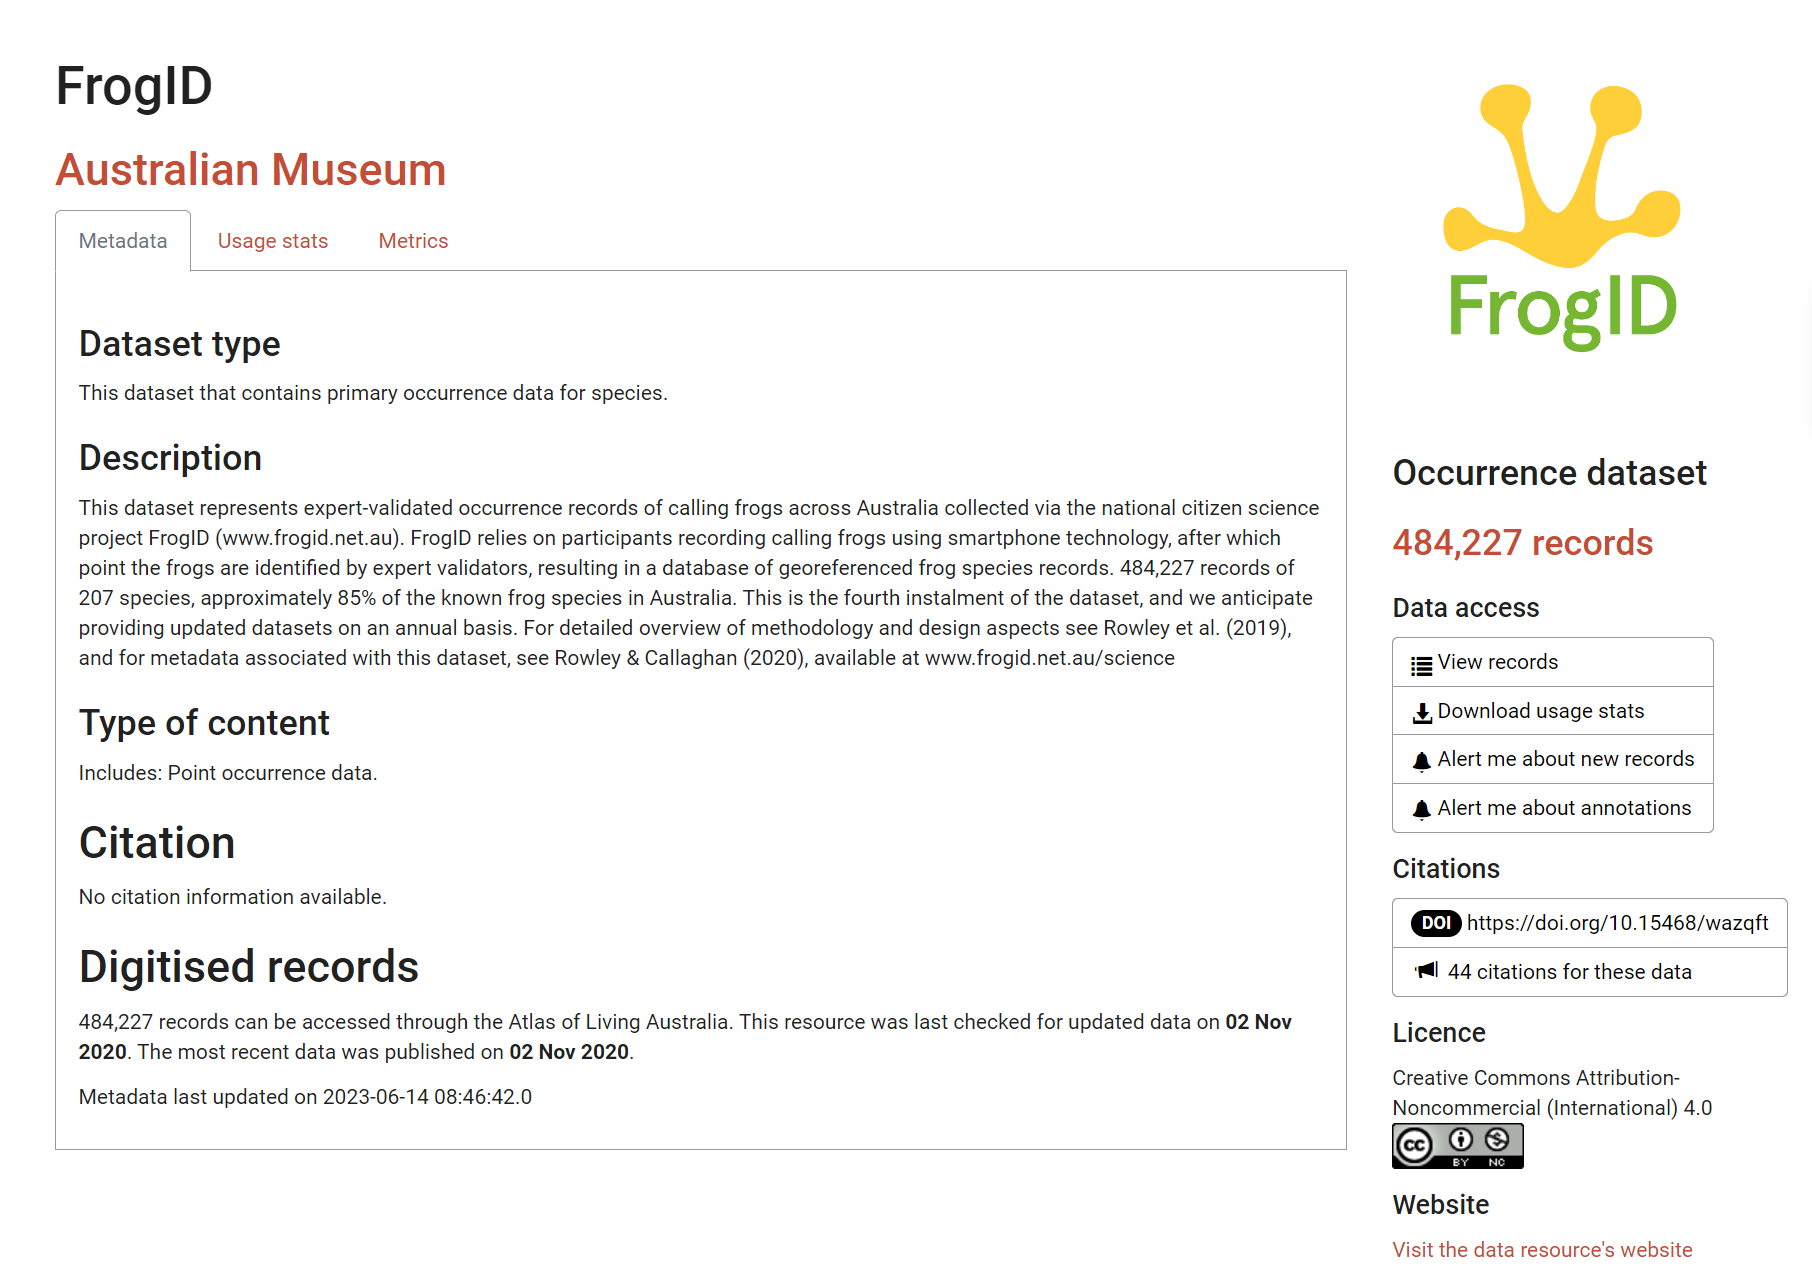 FrogID
Australian Museum
Metadata
Usage stats
Metrics
Dataset type
This dataset that contains primary occurrence data for species.
Description
This dataset represents expert-validated occurrence records of calling frogs across Australia collected via the national citizen science
project FrogID (www.frogid.net.au). FrogID relies on participants recording calling frogs using smartphone technology, after which
point the frogs are identified by expert validators, resulting in a database of georeferenced frog species records. 484,227 records of
207 species, approximately 85% of the known frog species in Australia. This is the fourth instalment of the dataset, and we anticipate
providing updated datasets on an annual basis. For detailed overview of methodology and design aspects see Rowley et al. (2019),
and for metadata associated with this dataset, see Rowley & Callaghan (2020), available at www.frogid.net.au/science
Type of content
Includes: Point occurrence data.
Citation
No citation information available.
Digitised records
484,227 records can be accessed through the Atlas of Living Australia. This resource was last checked for updated data on 02 Nov
2020. The most recent data was published on 02 Nov 2020.
Metadata last updated on 2023-06-14 08:46:42.0
FrogID
Occurrence dataset
484,227 records
Data access
View records
Download usage stats
Alert me about new records
Alert me about annotations
Citations
DOI https://doi.org/10.15468/wazqft
44 citations for these data
Licence
Creative Commons Attribution-
Noncommercial (International) 4.0
cc BY NC
Website
Visit the data resource's website